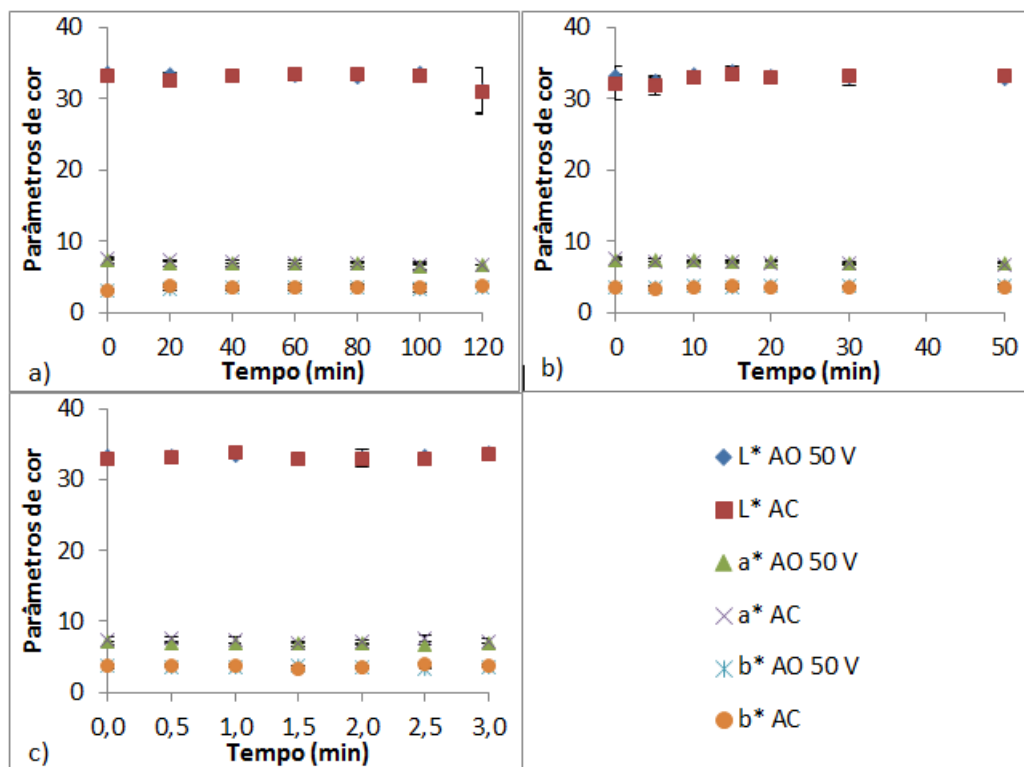 40
30
20
10
0
Parâmetros de cor
0 20 40 60 80 100 120
Tempo (min)
a)
40
30
20
10
0
Parâmetros de cor
0 10 20 30 40 50
Tempo (min)
b)
40
30
20
10
0
Parâmetros de cor
0,0 0,5 1,0 1,5 2,0 2,5 3,0
Tempo (min)
c)
L* AO 50 V
L* AC
a* AO 50 V
a* AC
b* AO 50 V
b* AC